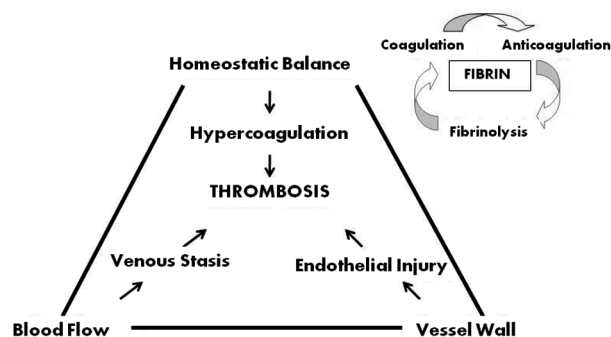 Coagulation Anticoagulation
FIBRIN
Fibrinolysis
Homeostatic Balance
Hypercoagulation
THROMBOSIS
Venous Stasis
Endothelial Injury
Blood Flow
Vessel Wall